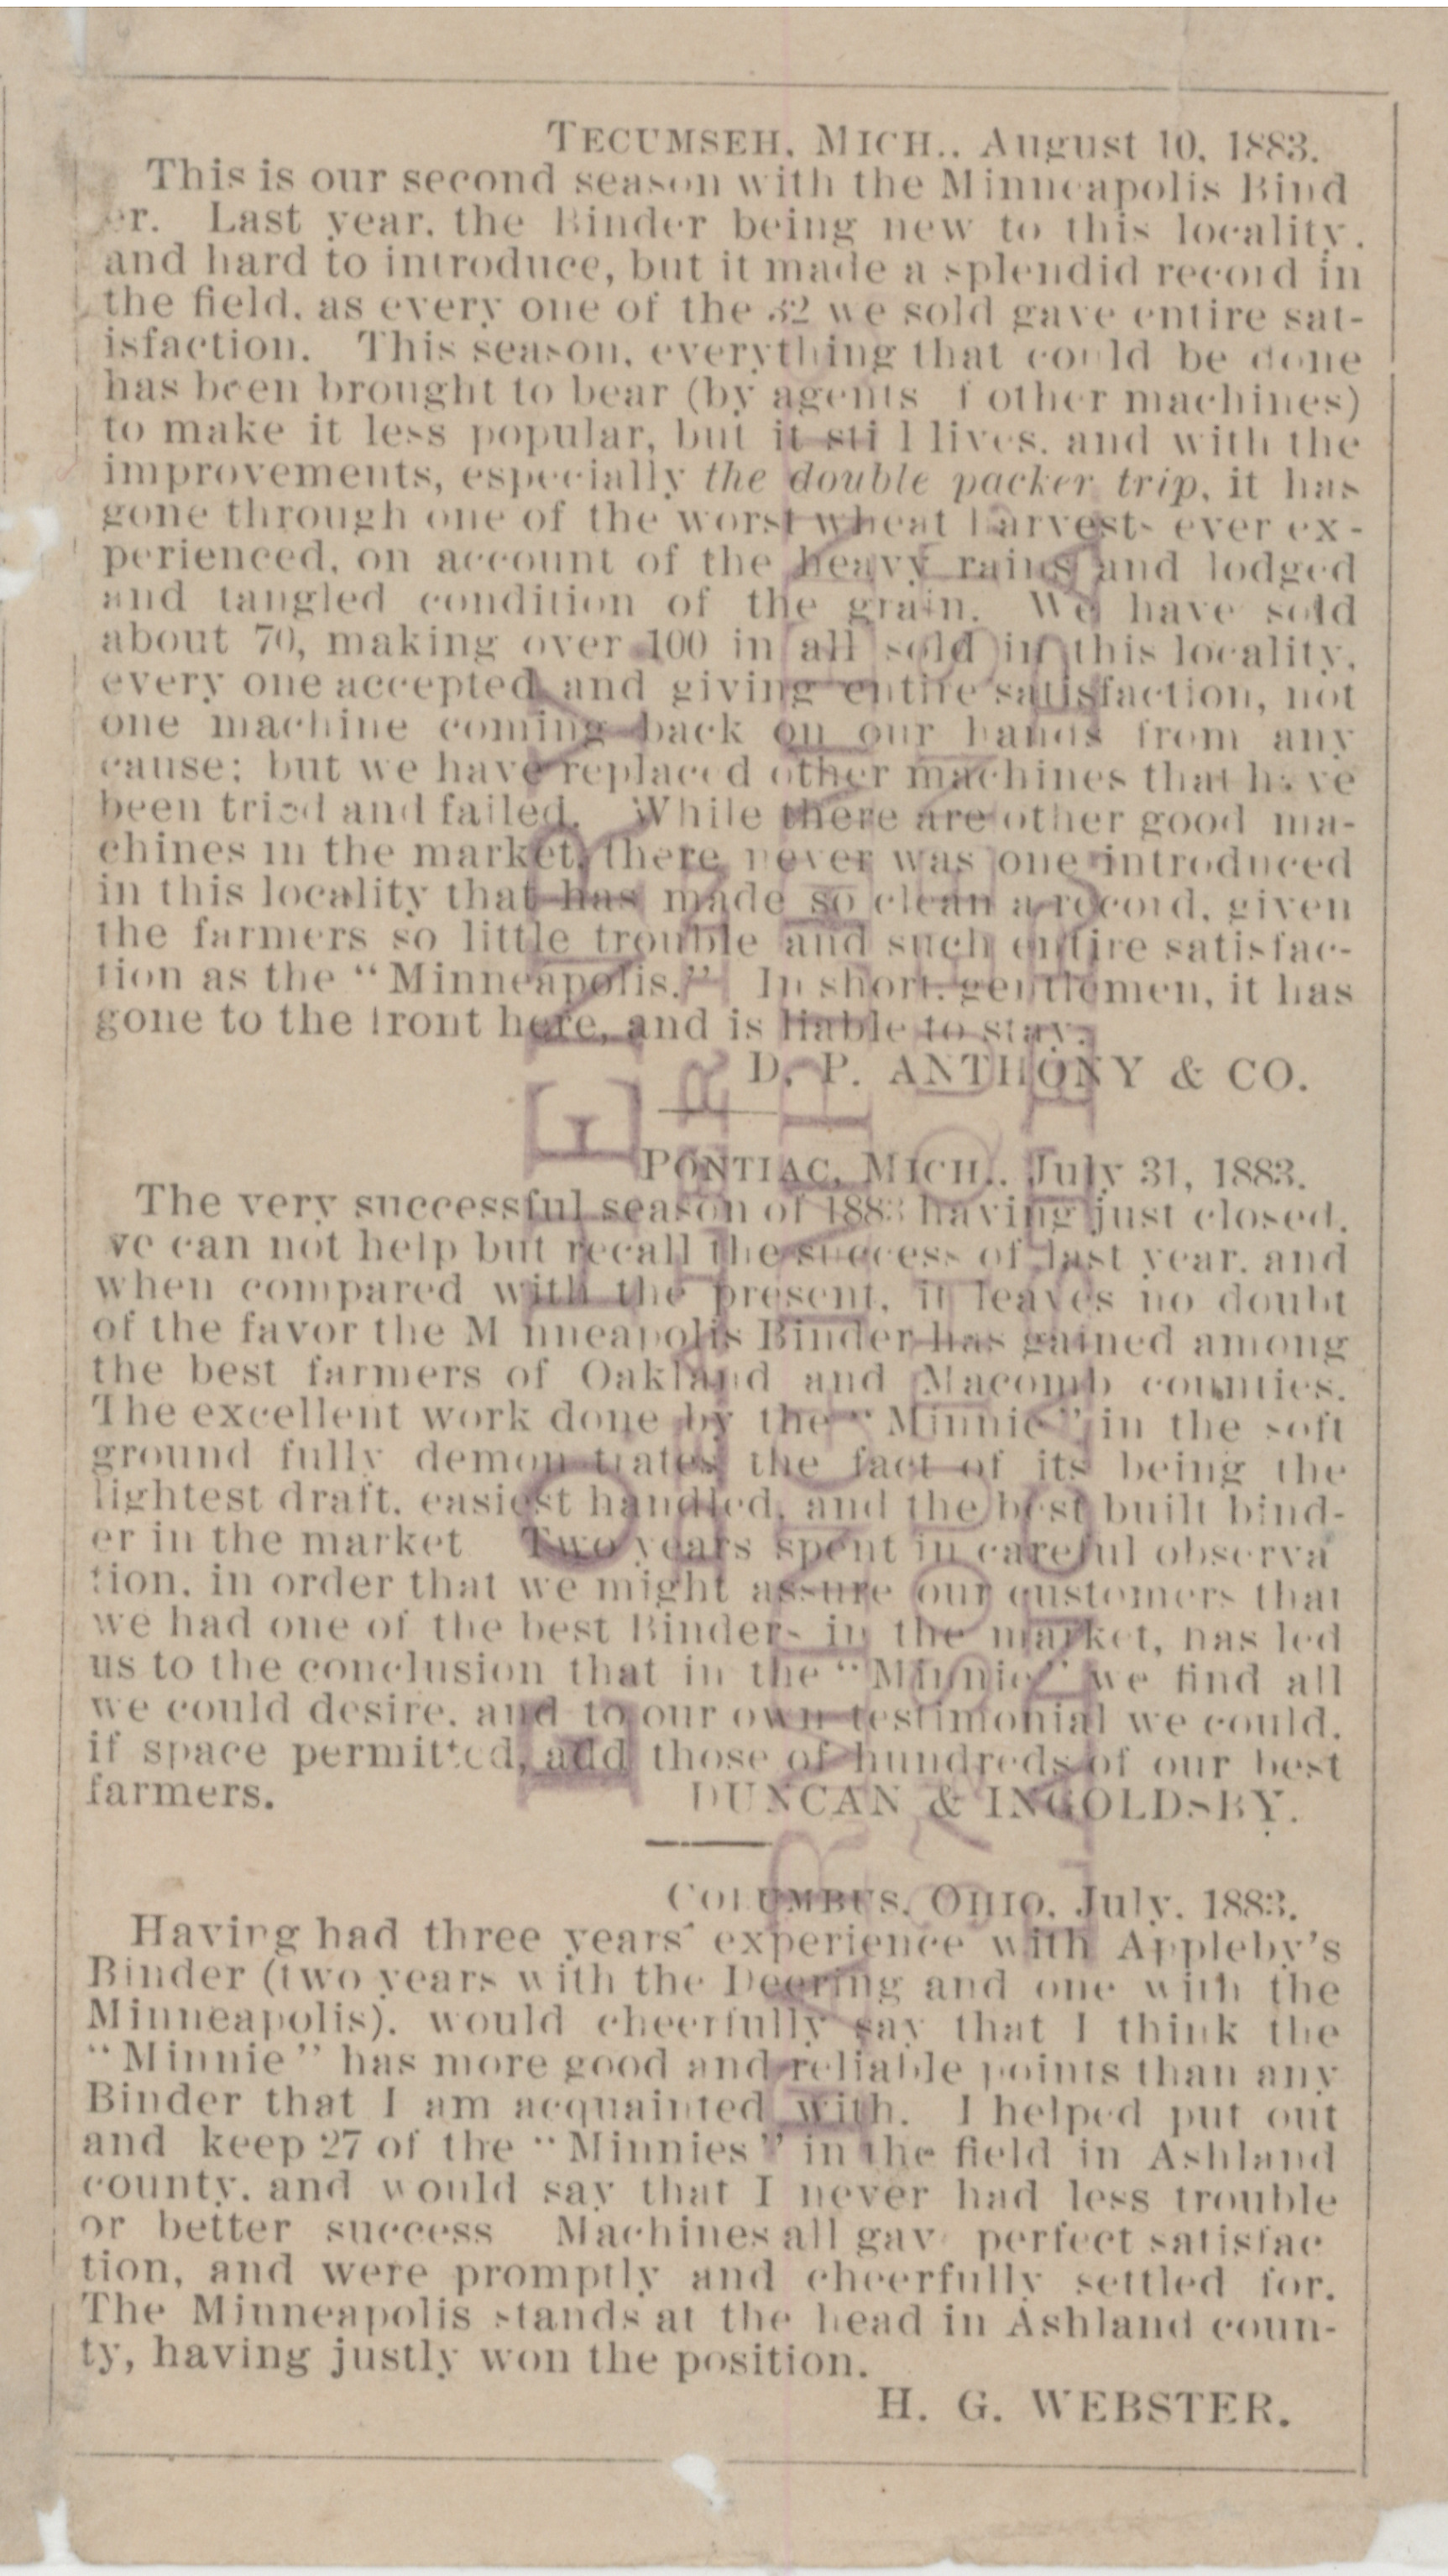 TECUMSEH, MICH., August 10, 1883.
This is our second season with the Minneapolis Bind
er. Last year, the Binder being new to this locality,
and hard to introduce, but it made a splendid record in
the field, as every one of the 32 we sold gave entire sat-
isfaction. This season, everything that could be done
has been brought to bear (by agents f other machines)
to make it less popular, but it sti l lives, and with the
improvements, especially the double packer trip, it has
gone through one of the worst wheat harvests ever ex-
perienced, on account of the heavy rains and lodged
and tangled condition of the grain. We have sold
about 70, making over 100 in all sold in this locality,
every one accepted and giving entire satisfaction, not
one machine coming back on our hands from any
cause; but we have replaced other machines that have
been tried and failed. While there are other good ma-
chines in the market, there never was one introduced
in this locality that has made so clean a record, given
the farmers so little trouble and such entire satisfac-
tion as the “Minneapolis.” In short, gentlemen, it has
gone to the front here, and is liable to stay.
D. P. ANTHONY & CO.
PONTIAC, MICH., July 31, 1883.
The very successful season of 1883 having just closed,
we can not help but recall the success of last year, and
when compared with the present, it leaves no doubt
of the favor the M nneapolis Binder has gained among
the best farmers of Oakland and Macomb counties.
The excellent work done by the “Minnie” in the soft
ground fully demon trates the fact of its being the
lightest draft, easiest handled, and the best built bind-
er in the market Two years spent in careful observa
tion, in order that we might assure our customers that
we had one of the best Binders in the market, has led
us to the conclusion that in the “Minnie” we find all
we could desire, and to our own testimonial we could,
if space permitted, add those of hundreds of our best
farmers. DUNCAN & INGOLDSBY.
COLUMBUS, OHIO, July, 1883.
Having had three years' experience with Appleby's
Binder (two years with the Deering and one with the
Minneapolis), would cheerfully say that I think the
“Minnie” has more good and reliable points than any
Binder that I am acquainted with. I helped put out
and keep 27 of the “Minnies” in the field in Ashland
county, and would say that I never had less trouble
or better success Machines all gav perfect satisfac
tion, and were promptly and cheerfully settled for.
The Minneapolis stands at the head in Ashland coun-
ty, having justly won the position.
H. G. WEBSTER.